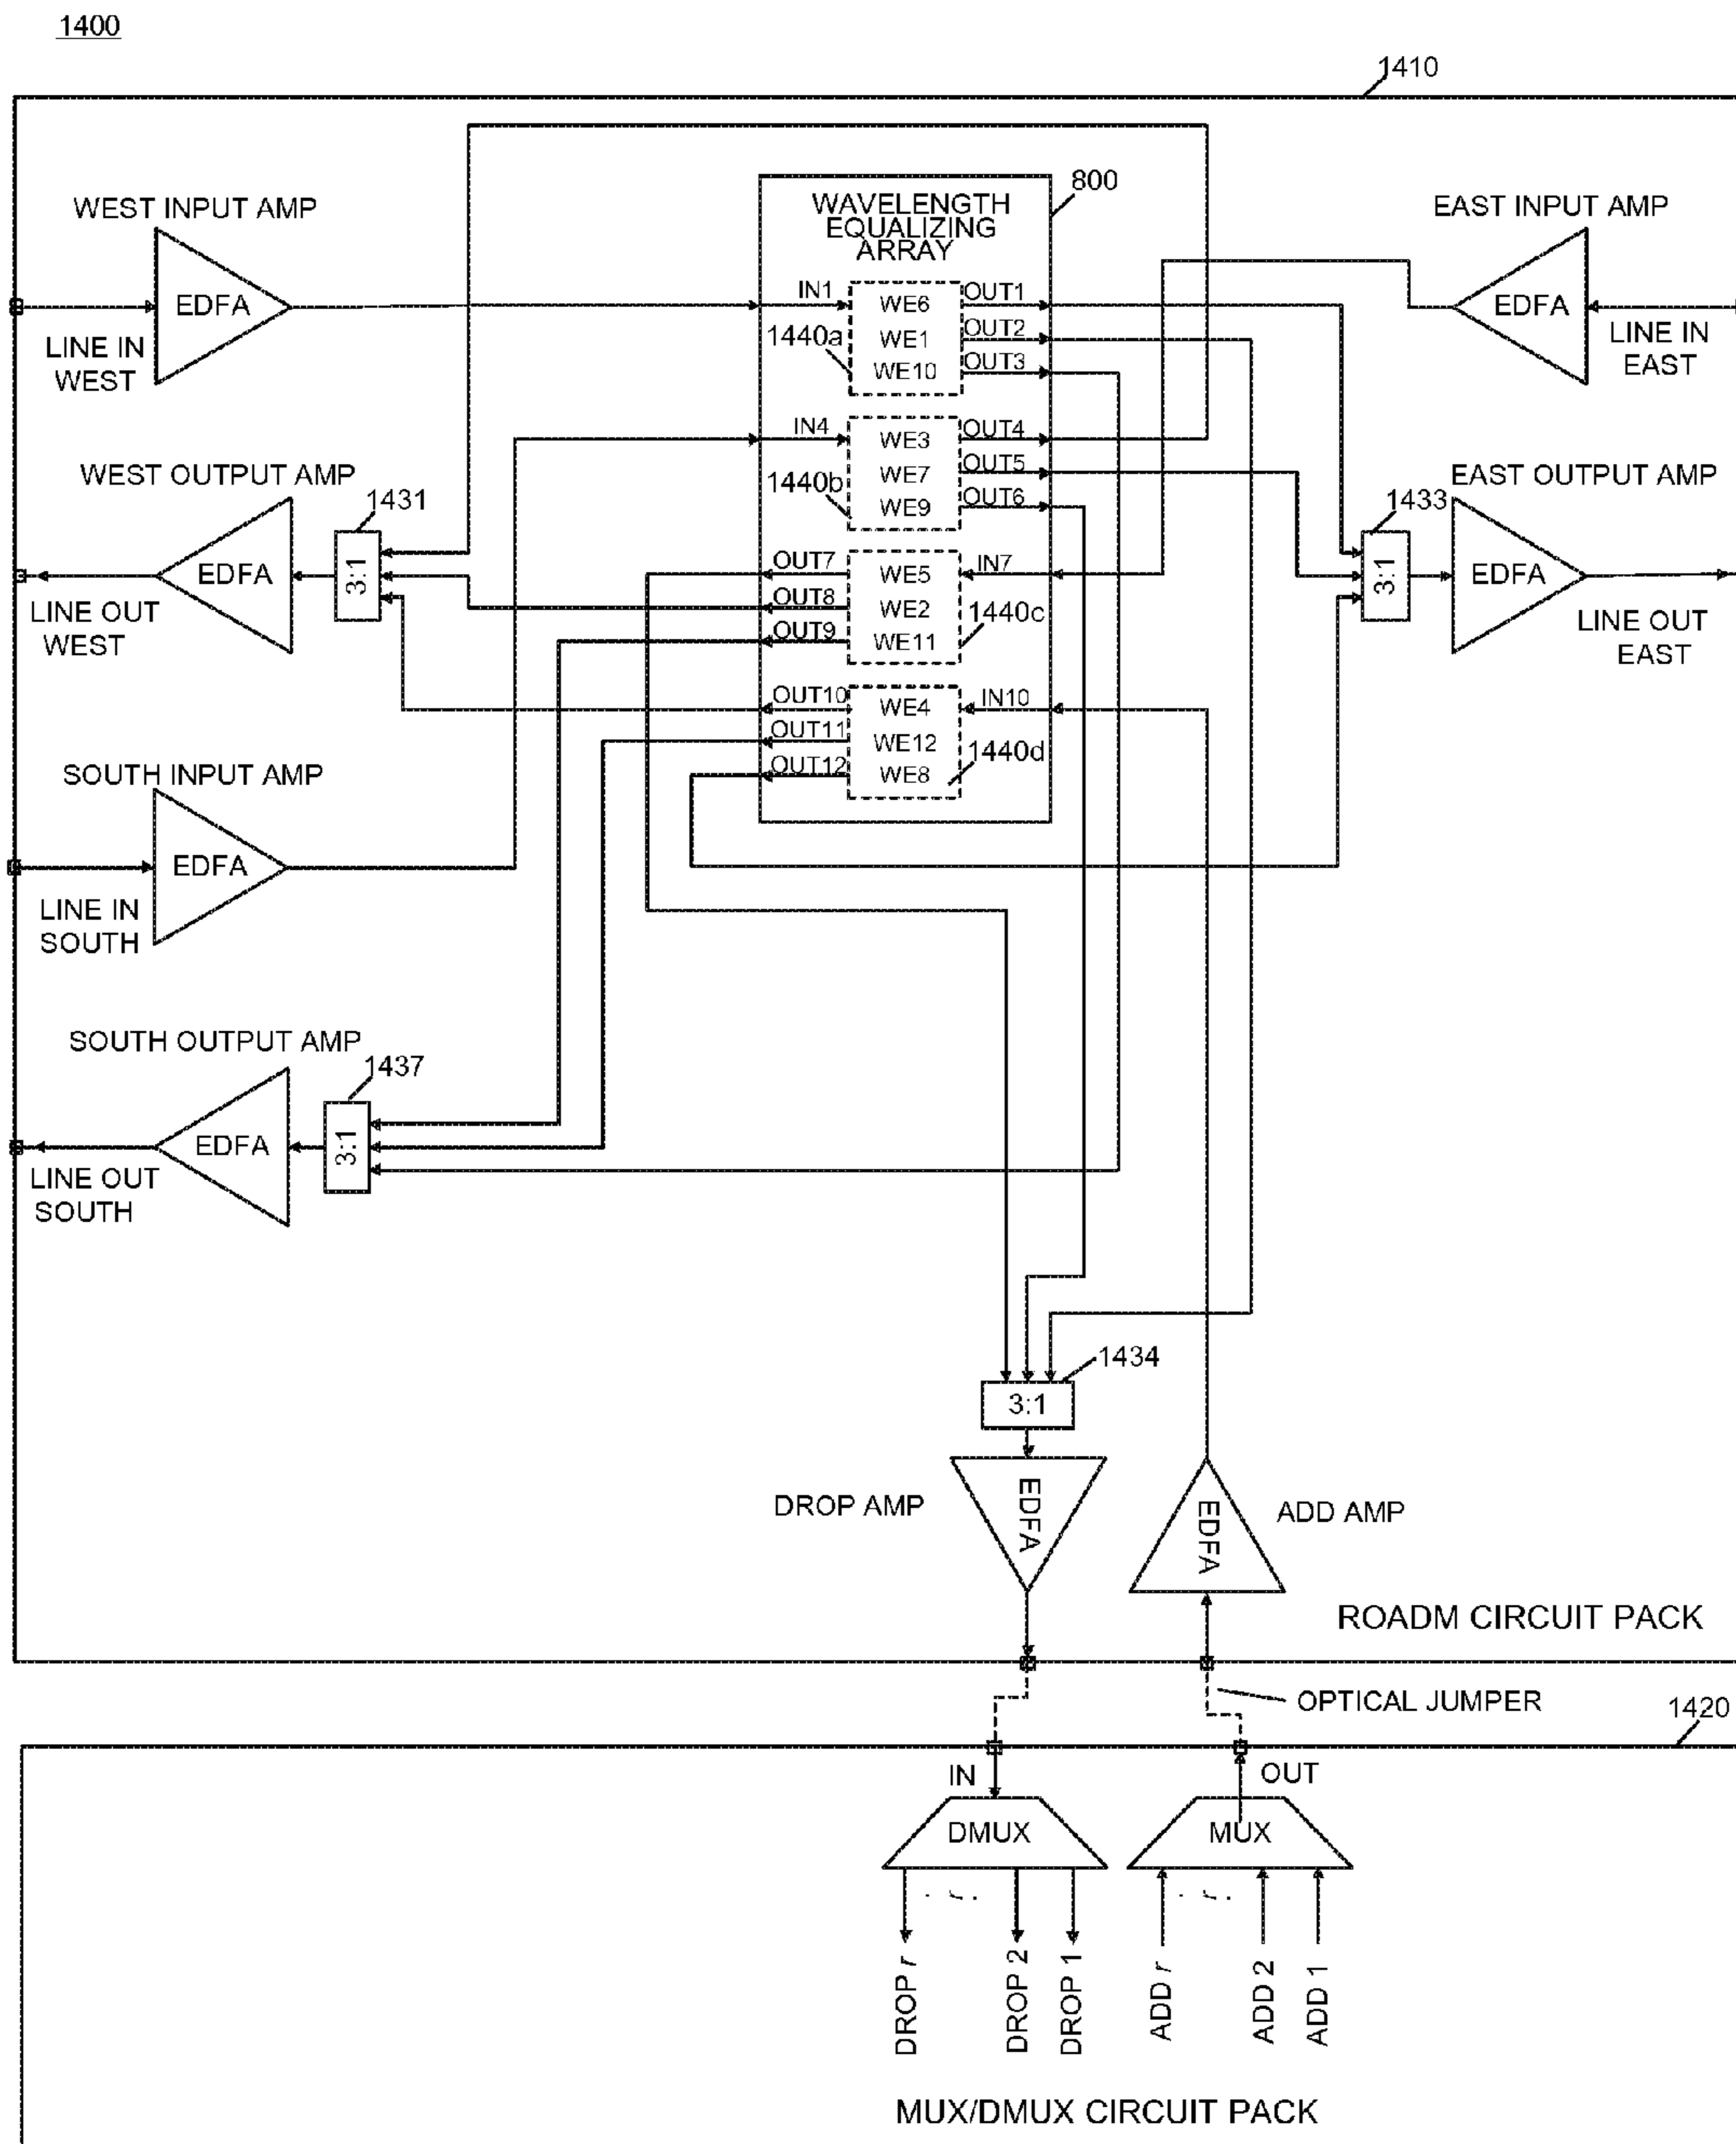 1400
1410
WEST INPUT AMP
EDFA
LINE IN
WEST
800
WAVELENGTH
EQUALIZING
ARRAY
EAST INPUT AMP
EDFA
LINE IN
EAST
IN1
WE6
OUT1
WE1
OUT2
1440a
WE10
OUT3
IN4
WE3
OUT4
WE7
OUT5
1440b
WE9
OUT6
WEST OUTPUT AMP
1431
EDFA
3:1
LINE OUT
WEST
EAST OUTPUT AMP
1433
3:1
EDFA
LINE OUT
EAST
OUT7
WE5
IN7
OUT8
WE2
1440c
OUT9
WE11
OUT10
WE4
IN10
OUT11
WE12
1440d
OUT12
WE8
SOUTH INPUT AMP
EDFA
LINE IN
SOUTH
SOUTH OUTPUT AMP
1437
EDFA
3:1
LINE OUT
SOUTH
1434
3:1
DROP AMP
EDFA
EDFA
ADD AMP
ROADM CIRCUIT PACK
OPTICAL JUMPER
1420
IN
OUT
DMUX
MUX
. r .
. r .
DROP r
DROP 2
DROP 1
ADD r
ADD 2
ADD 1
MUX/DMUX CIRCUIT PACK